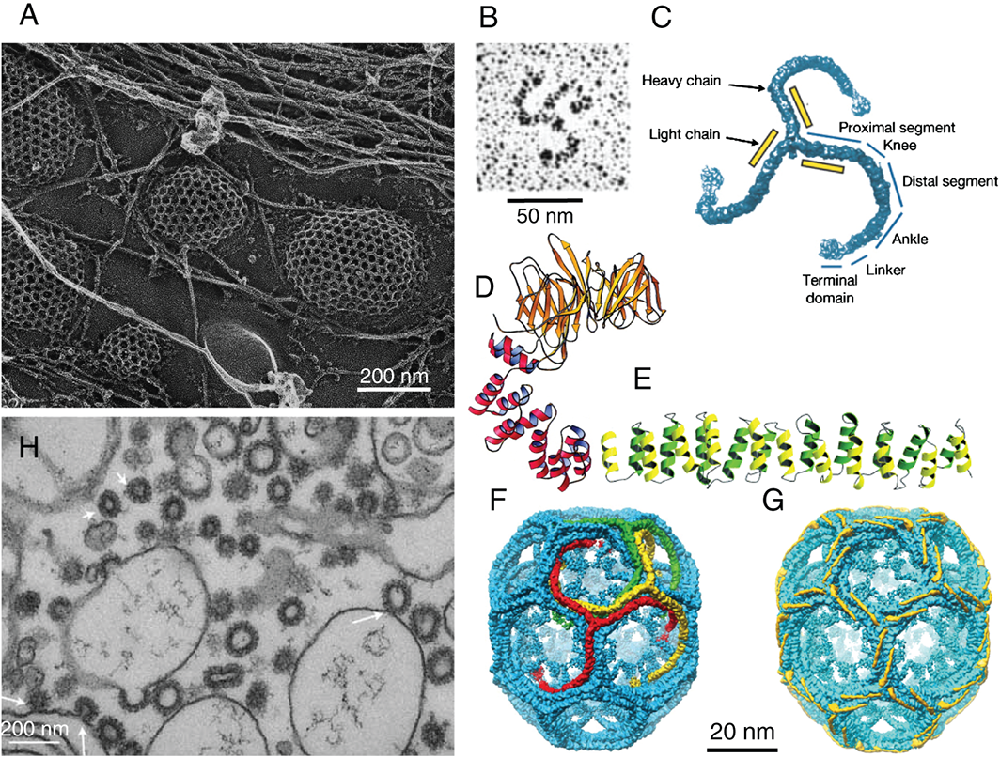 A
200 nm
B
50 nm
C
Heavy chain
Light chain
Proximal segment
Knee
Distal segment
Ankle
Linker
Terminal
domain
D
E
F
G
20 nm
H
200 nm